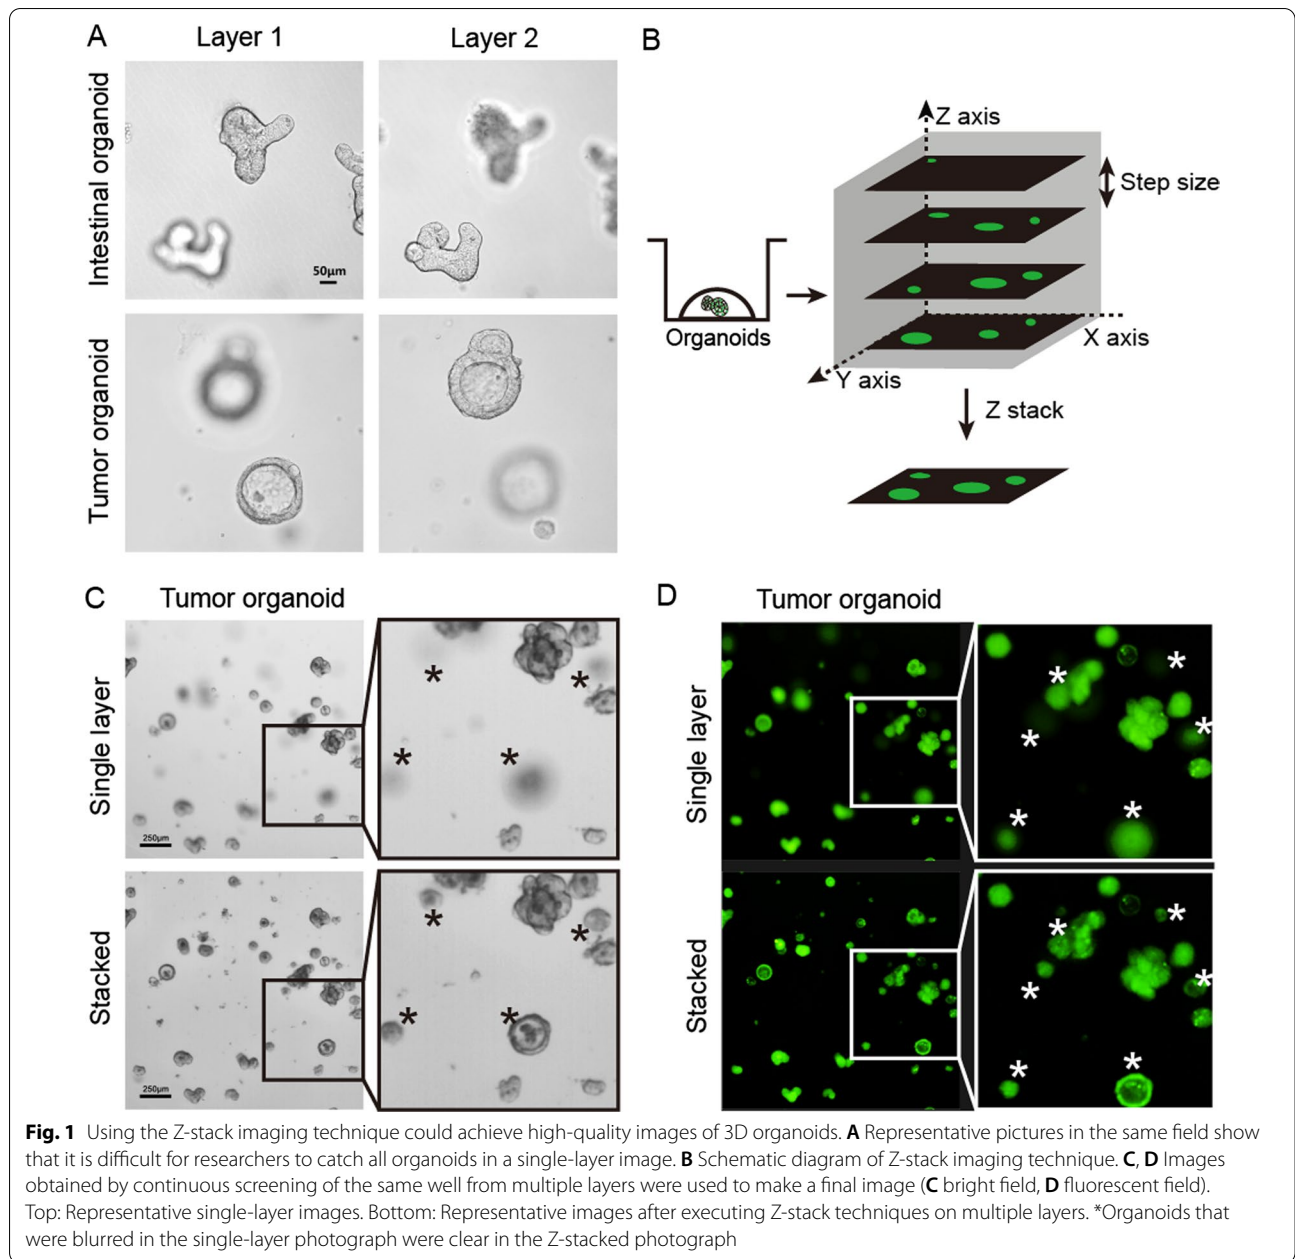 A
Layer 1
Layer 2
Intestinal organoid
50µm
Tumor organoid
B
Z axis
Step size
Organoids
X axis
Y axis
Z stack
C
Tumor organoid
Single layer
*
*
*
*
250µm
Stacked
*
*
*
*
250µm
D
Tumor organoid
Single layer
*
*
*
*
*
*
Stacked
*
*
*
*
*
*
Fig. 1 Using the Z-stack imaging technique could achieve high-quality images of 3D organoids. A Representative pictures in the same field show
that it is difficult for researchers to catch all organoids in a single-layer image. B Schematic diagram of Z-stack imaging technique. C, D Images
obtained by continuous screening of the same well from multiple layers were used to make a final image (C bright field, D fluorescent field).
Top: Representative single-layer images. Bottom: Representative images after executing Z-stack techniques on multiple layers. *Organoids that
were blurred in the single-layer photograph were clear in the Z-stacked photograph